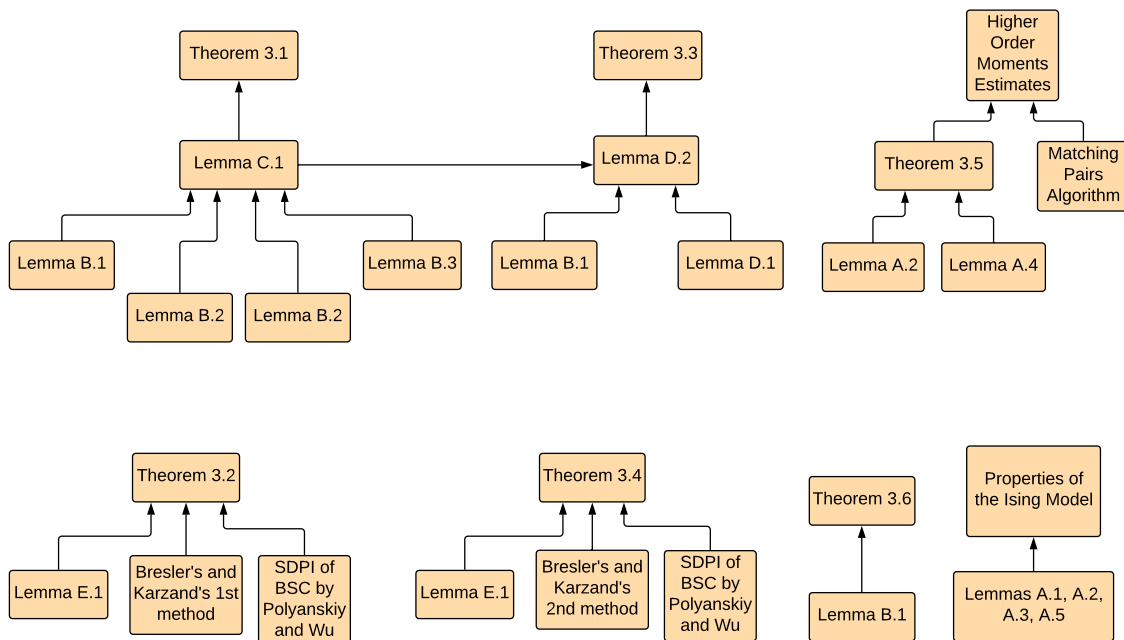 Theorem 3.1
Theorem 3.3
Higher
Order
Moments
Estimates
Lemma C.1
Lemma D.2
Theorem 3.5
Matching
Pairs
Algorithm
Lemma B.1
Lemma B.2
Lemma B.2
Lemma B.3
Lemma B.1
Lemma D.1
Lemma A.2
Lemma A.4
Theorem 3.2
Lemma E.1
Bresler's and
Karzand's 1st
method
SDPI of
BSC by
Polyanskiy
and Wu
Theorem 3.4
Lemma E.1
Bresler's and
Karzand's
2nd method
SDPI of
BSC by
Polyanskiy
and Wu
Theorem 3.6
Lemma B.1
Properties of
the Ising Model
Lemmas A.1, A.2,
A.3, A.5